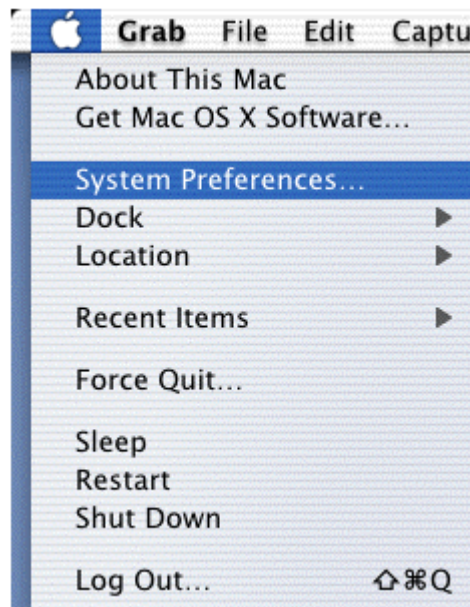 Grab File Edit Captu
About This Mac
Get Mac OS X Software...
System Preferences...
Dock
Location
Recent Items
Force Quit...
Sleep
Restart
Shut Down
Log Out... ⇧⌘Q